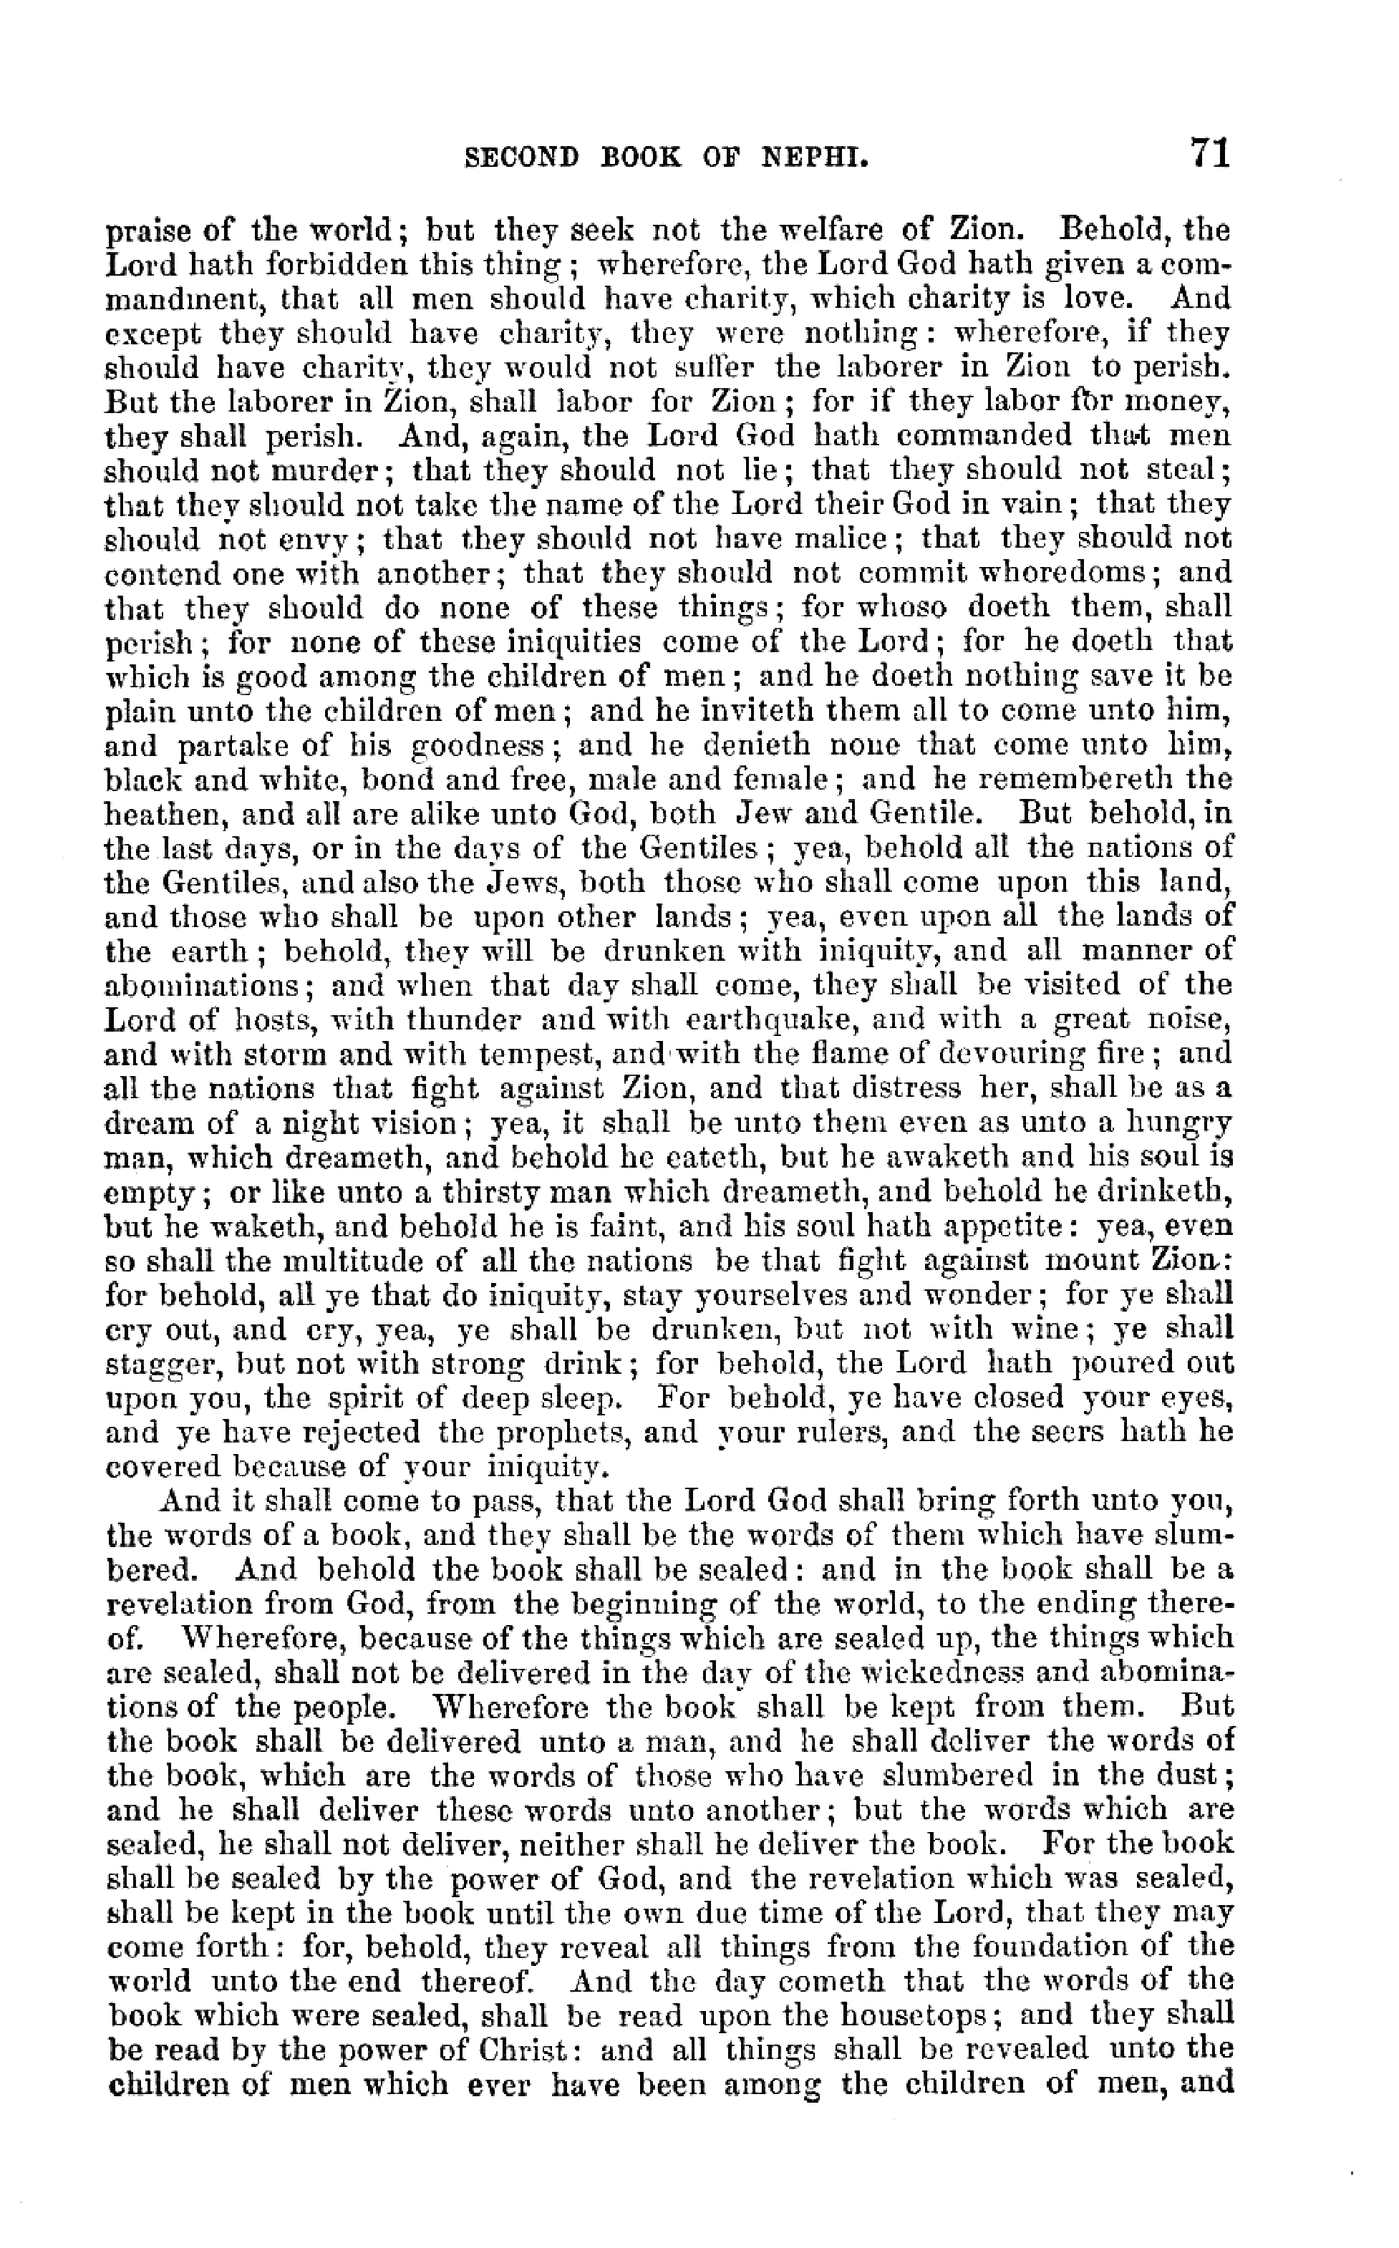 SECOND BOOK OF NEPHI. 71
praise of the world; but they seek not the welfare of Zion. Behold, the
Lord hath forbidden this thing; wherefore, the Lord God hath given a com-
mandment, that all men should have charity, which charity is love. And
except they should have charity, they were nothing: wherefore, if they
should have charity, they would not suffer the laborer in Zion to perish.
But the laborer in Zion, shall labor for Zion; for if they labor for money,
they shall perish. And, again, the Lord God hath commanded that men
should not murder; that they should not lie; that they should not steal;
that they should not take the name of the Lord their God in vain; that they
should not envy; that they should not have malice; that they should not
contend one with another; that they should not commit whoredoms; and
that they should do none of these things; for whoso doeth them, shall
perish; for none of these iniquities come of the Lord; for he doeth that
which is good among the children of men; and he doeth nothing save it be
plain unto the children of men; and he inviteth them all to come unto him,
and partake of his goodness; and he denieth none that come unto him,
black and white, bond and free, male and female; and he remembereth the
heathen, and all are alike unto God, both Jew and Gentile. But behold, in
the last days, or in the days of the Gentiles; yea, behold all the nations of
the Gentiles, and also the Jews, both those who shall come upon this land,
and those who shall be upon other lands; yea, even upon all the lands of
the earth; behold, they will be drunken with iniquity, and all manner of
abominations; and when that day shall come, they shall be visited of the
Lord of hosts, with thunder and with earthquake, and with a great noise,
and with storm and with tempest, and with the flame of devouring fire; and
all the nations that fight against Zion, and that distress her, shall be as a
dream of a night vision; yea, it shall be unto them even as unto a hungry
man, which dreameth, and behold he eateth, but he awaketh and his soul is
empty; or like unto a thirsty man which dreameth, and behold he drinketh,
but he waketh, and behold he is faint, and his soul hath appetite: yea, even
so shall the multitude of all the nations be that fight against mount Zion:
for behold, all ye that do iniquity, stay yourselves and wonder; for ye shall
cry out, and cry, yea, ye shall be drunken, but not with wine; ye shall
stagger, but not with strong drink; for behold, the Lord hath poured out
upon you, the spirit of deep sleep. For behold, ye have closed your eyes,
and ye have rejected the prophets, and your rulers, and the seers hath he
covered because of your iniquity.
And it shall come to pass, that the Lord God shall bring forth unto you,
the words of a book, and they shall be the words of them which have slum-
bered. And behold the book shall be sealed: and in the book shall be a
revelation from God, from the beginning of the world, to the ending there-
of. Wherefore, because of the things which are sealed up, the things which
are sealed, shall not be delivered in the day of the wickedness and abomina-
tions of the people. Wherefore the book shall be kept from them. But
the book shall be delivered unto a man, and he shall deliver the words of
the book, which are the words of those who have slumbered in the dust;
and he shall deliver these words unto another; but the words which are
sealed, he shall not deliver, neither shall he deliver the book. For the book
shall be sealed by the power of God, and the revelation which was sealed,
shall be kept in the book until the own due time of the Lord, that they may
come forth: for, behold, they reveal all things from the foundation of the
world unto the end thereof. And the day cometh that the words of the
book which were sealed, shall be read upon the housetops; and they shall
be read by the power of Christ: and all things shall be revealed unto the
children of men which ever have been among the children of men, and